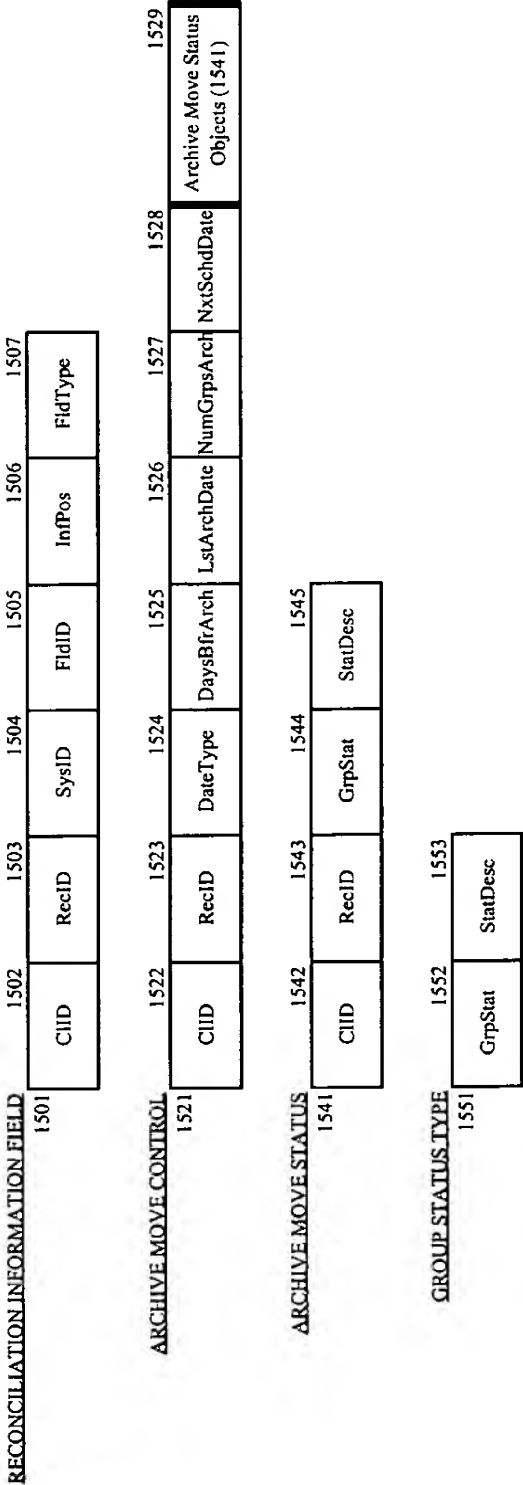 RECONCILIATION INFORMATION FIELD
1501
1502 1503 1504 1505 1506 1507
ClID RecID SysID FldID InfPos FldType
ARCHIVE MOVE CONTROL
1521
1522 1523 1524 1525 1526 1527 1528 1529
ClID RecID DateType DaysBfrArch LstArchDate NumGrpsArch NxtSchdDate Archive Move Status
Objects (1541)
ARCHIVE MOVE STATUS
1541
1542 1543 1544 1545
ClID RecID GrpStat StatDesc
GROUP STATUS TYPE
1551
1552 1553
GrpStat StatDesc